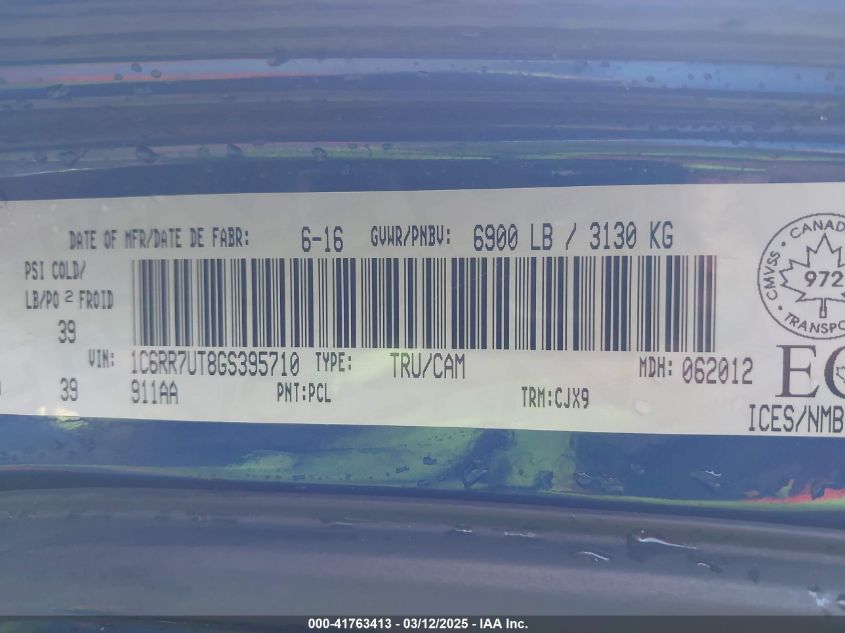 DATE OF MFR/DATE DE FABR: 6-16 GVWR/PNBV: 6900 LB / 3130 KG
PSI COLD/
LB/PO 2 FROID
39
VIN: 1C6RR7UT8GS395710 TYPE: TRU/CAM MDH: 062012
39 911AA PNT:PCL TRM:CJX9
CMVSS • CANAD
972
TRANSPO
ICES/NMB
000-41763413 - 03/12/2025 - IAA Inc.